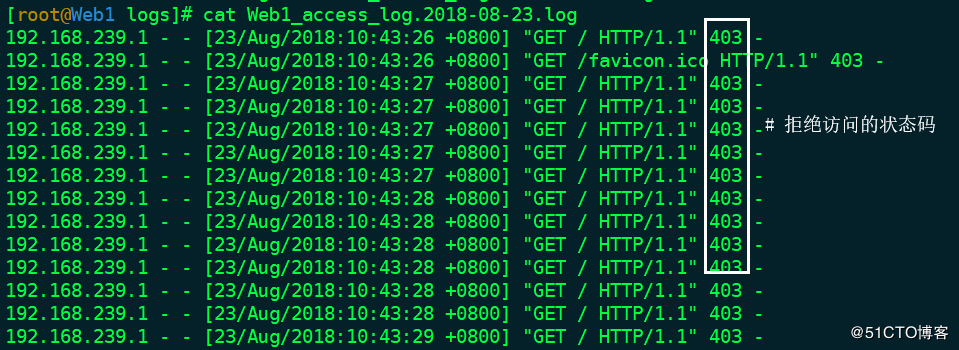 [root@Web1 logs]# cat Web1_access_log.2018-08-23.log
192.168.239.1 - - [23/Aug/2018:10:43:26 +0800] "GET / HTTP/1.1" 403 -
192.168.239.1 - - [23/Aug/2018:10:43:26 +0800] "GET /favicon.ico HTTP/1.1" 403 -
192.168.239.1 - - [23/Aug/2018:10:43:27 +0800] "GET / HTTP/1.1" 403 -
192.168.239.1 - - [23/Aug/2018:10:43:27 +0800] "GET / HTTP/1.1" 403 -
192.168.239.1 - - [23/Aug/2018:10:43:27 +0800] "GET / HTTP/1.1" 403 - # 拒绝访问的状态码
192.168.239.1 - - [23/Aug/2018:10:43:27 +0800] "GET / HTTP/1.1" 403 -
192.168.239.1 - - [23/Aug/2018:10:43:27 +0800] "GET / HTTP/1.1" 403 -
192.168.239.1 - - [23/Aug/2018:10:43:28 +0800] "GET / HTTP/1.1" 403 -
192.168.239.1 - - [23/Aug/2018:10:43:28 +0800] "GET / HTTP/1.1" 403 -
192.168.239.1 - - [23/Aug/2018:10:43:28 +0800] "GET / HTTP/1.1" 403 -
192.168.239.1 - - [23/Aug/2018:10:43:28 +0800] "GET / HTTP/1.1" 403 -
192.168.239.1 - - [23/Aug/2018:10:43:28 +0800] "GET / HTTP/1.1" 403 -
192.168.239.1 - - [23/Aug/2018:10:43:28 +0800] "GET / HTTP/1.1" 403 -
192.168.239.1 - - [23/Aug/2018:10:43:29 +0800] "GET / HTTP/1.1" 403 -
@51CTO博客